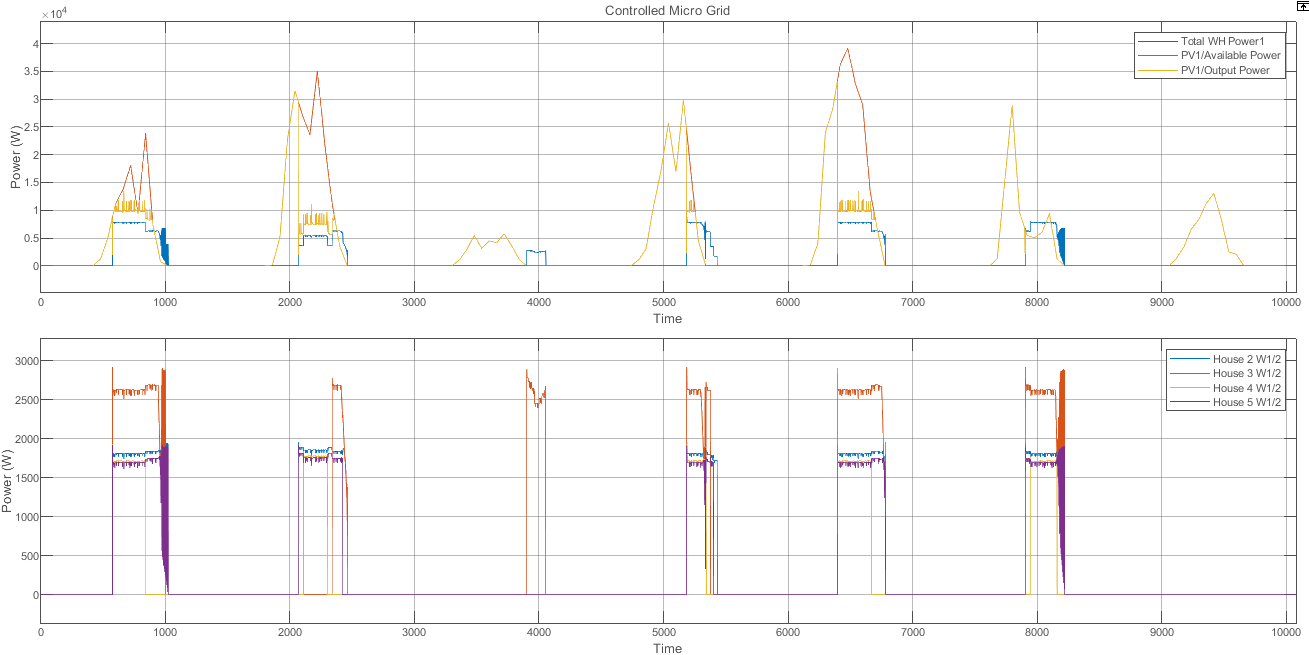 Controlled Micro Grid
×10⁴
Total WH Power1
PV1/Available Power
PV1/Output Power
4
3.5
3
2.5
2
1.5
1
0.5
0
Power (W)
0 1000 2000 3000 4000 5000 6000 7000 8000 9000 10000
Time
House 2 W1/2
House 3 W1/2
House 4 W1/2
House 5 W1/2
3000
2500
2000
1500
1000
500
0
Power (W)
0 1000 2000 3000 4000 5000 6000 7000 8000 9000 10000
Time